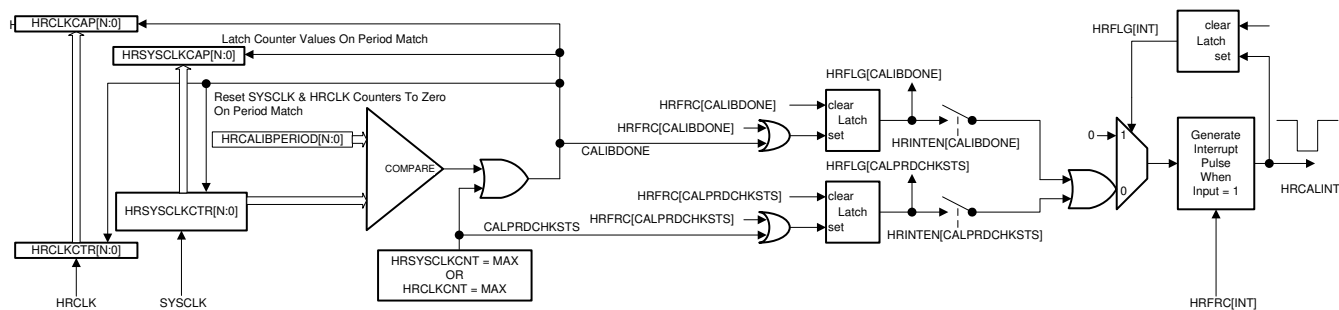 HRCLKCAP[N:0]
Latch Counter Values On Period Match
HRSYSCLKCAP[N:0]
Reset SYSCLK & HRCLK Counters To Zero
On Period Match
HRCALIBPERIOD[N:0]
COMPARE
HRSYSCLKCTR[N:0]
HRCLKCTR[N:0]
HRCLK
SYSCLK
CALPRDCHKSTS
HRSYSCLKCNT = MAX
OR
HRCLKCNT = MAX
CALIBDONE
HRFRC[CALIBDONE]
HRFRC[CALIBDONE]
HRFLG[CALIBDONE]
clear
Latch
set
HRINTEN[CALIBDONE]
HRFLG[CALPRDCHKSTS]
HRFRC[CALPRDCHKSTS]
HRFRC[CALPRDCHKSTS]
clear
Latch
set
HRINTEN[CALPRDCHKSTS]
HRFLG[INT]
clear
Latch
set
0
1
0
Generate
Interrupt
Pulse
When
Input = 1
HRCALINT
HRFRC[INT]